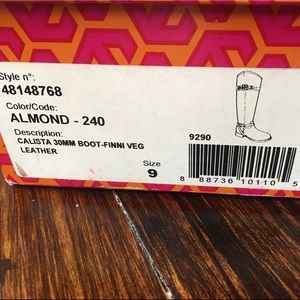 Style n°:
48148768
Color/Code:
ALMOND - 240
Description:
CALISTA 30MM BOOT-FINNI VEG
LEATHER
Size
9
9290
8 88736 10110 5